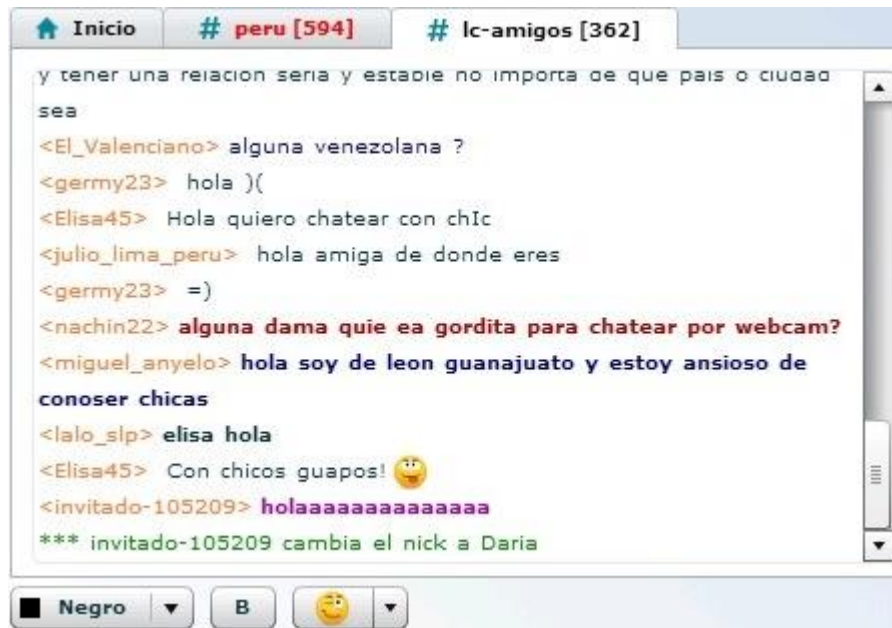 Inicio
# peru [594]
# lc-amigos [362]
y tener una relacion seria y estable no importa de que pais o ciudad
sea
<El_Valenciano> alguna venezolana ?
<germy23> hola )(
<Elisa45> Hola quiero chatear con chIc
<julio_lima_peru> hola amiga de donde eres
<germy23> =)
<nachin22> alguna dama quie ea gordita para chatear por webcam?
<miguel_anyelo> hola soy de leon guanajuato y estoy ansioso de
conoser chicas
<lalo_slp> elisa hola
<Elisa45> Con chicos guapos!
<invitado-105209> holaaaaaaaaaaaaaaa
*** invitado-105209 cambia el nick a Daria
Negro
B